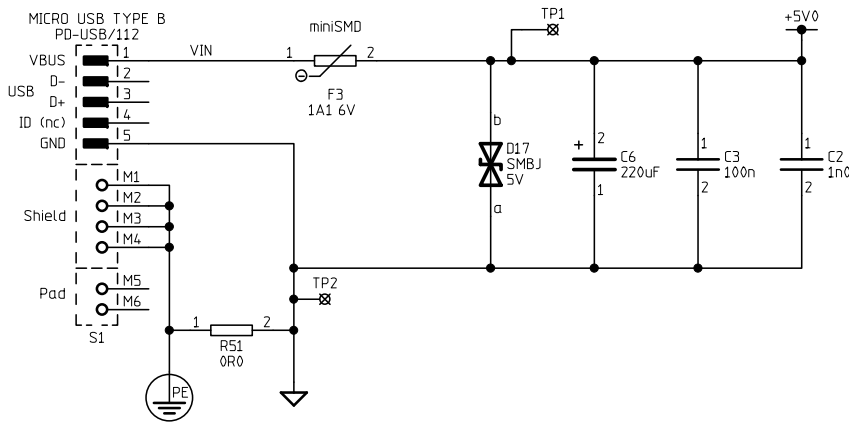 MICRO USB TYPE B
PD-USB/112
miniSMD
TP1
+5V0
VBUS 1 VIN 1 2
D- 2
USB
D+ 3
F3
1A1 6V
ID (nc) 4
GND 5
b
D17
SMBJ
5V
a
+ 2
C6
220uF
1
1
C3
100n
2
1
C2
1n0
2
M1
M2
Shield
M3
M4
Pad
M5
M6
S1
TP2
1 2
R51
0R0
PE